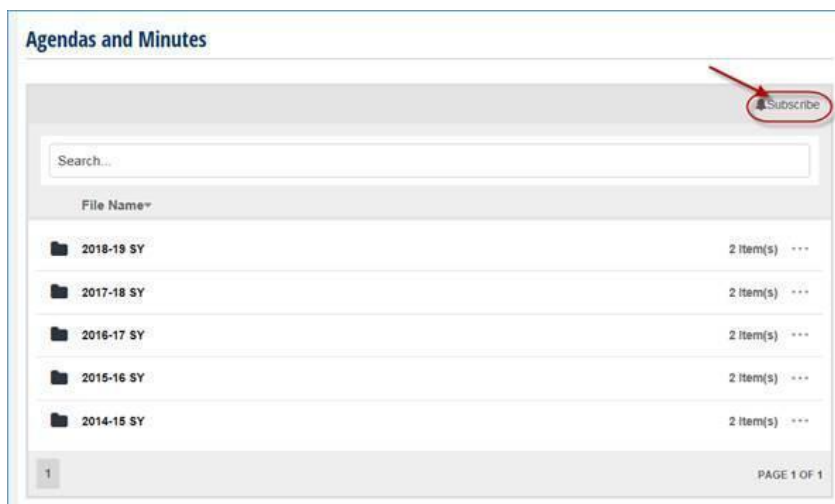 Agendas and Minutes
Subscribe
Search...
File Name
2018-19 SY 2 Item(s) ...
2017-18 SY 2 Item(s) ...
2016-17 SY 2 Item(s) ...
2015-16 SY 2 Item(s) ...
2014-15 SY 2 Item(s) ...
1 PAGE 1 OF 1